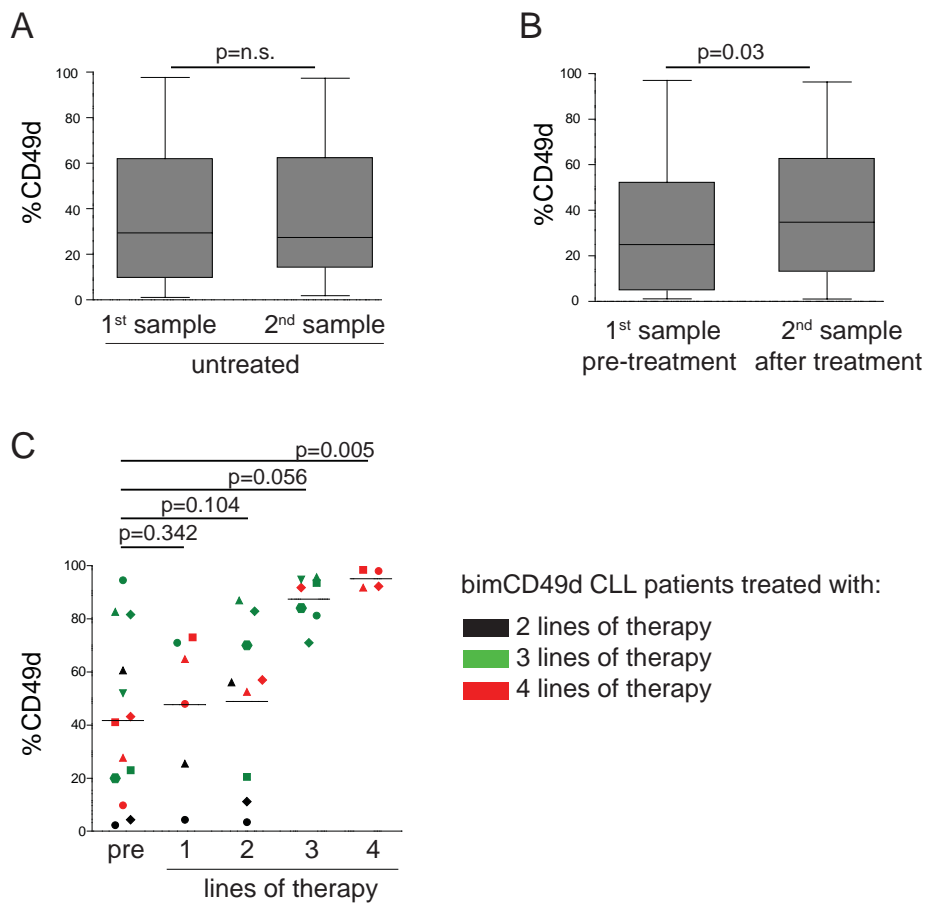 A
p=n.s.
%CD49d
100
80
60
40
20
0
1st sample
2nd sample
untreated
B
p=0.03
%CD49d
100
80
60
40
20
0
1st sample
pre-treatment
2nd sample
after treatment
C
p=0.005
p=0.056
p=0.104
p=0.342
%CD49d
100
80
60
40
20
0
pre
1
2
3
4
lines of therapy
bimCD49d CLL patients treated with:
2 lines of therapy
3 lines of therapy
4 lines of therapy